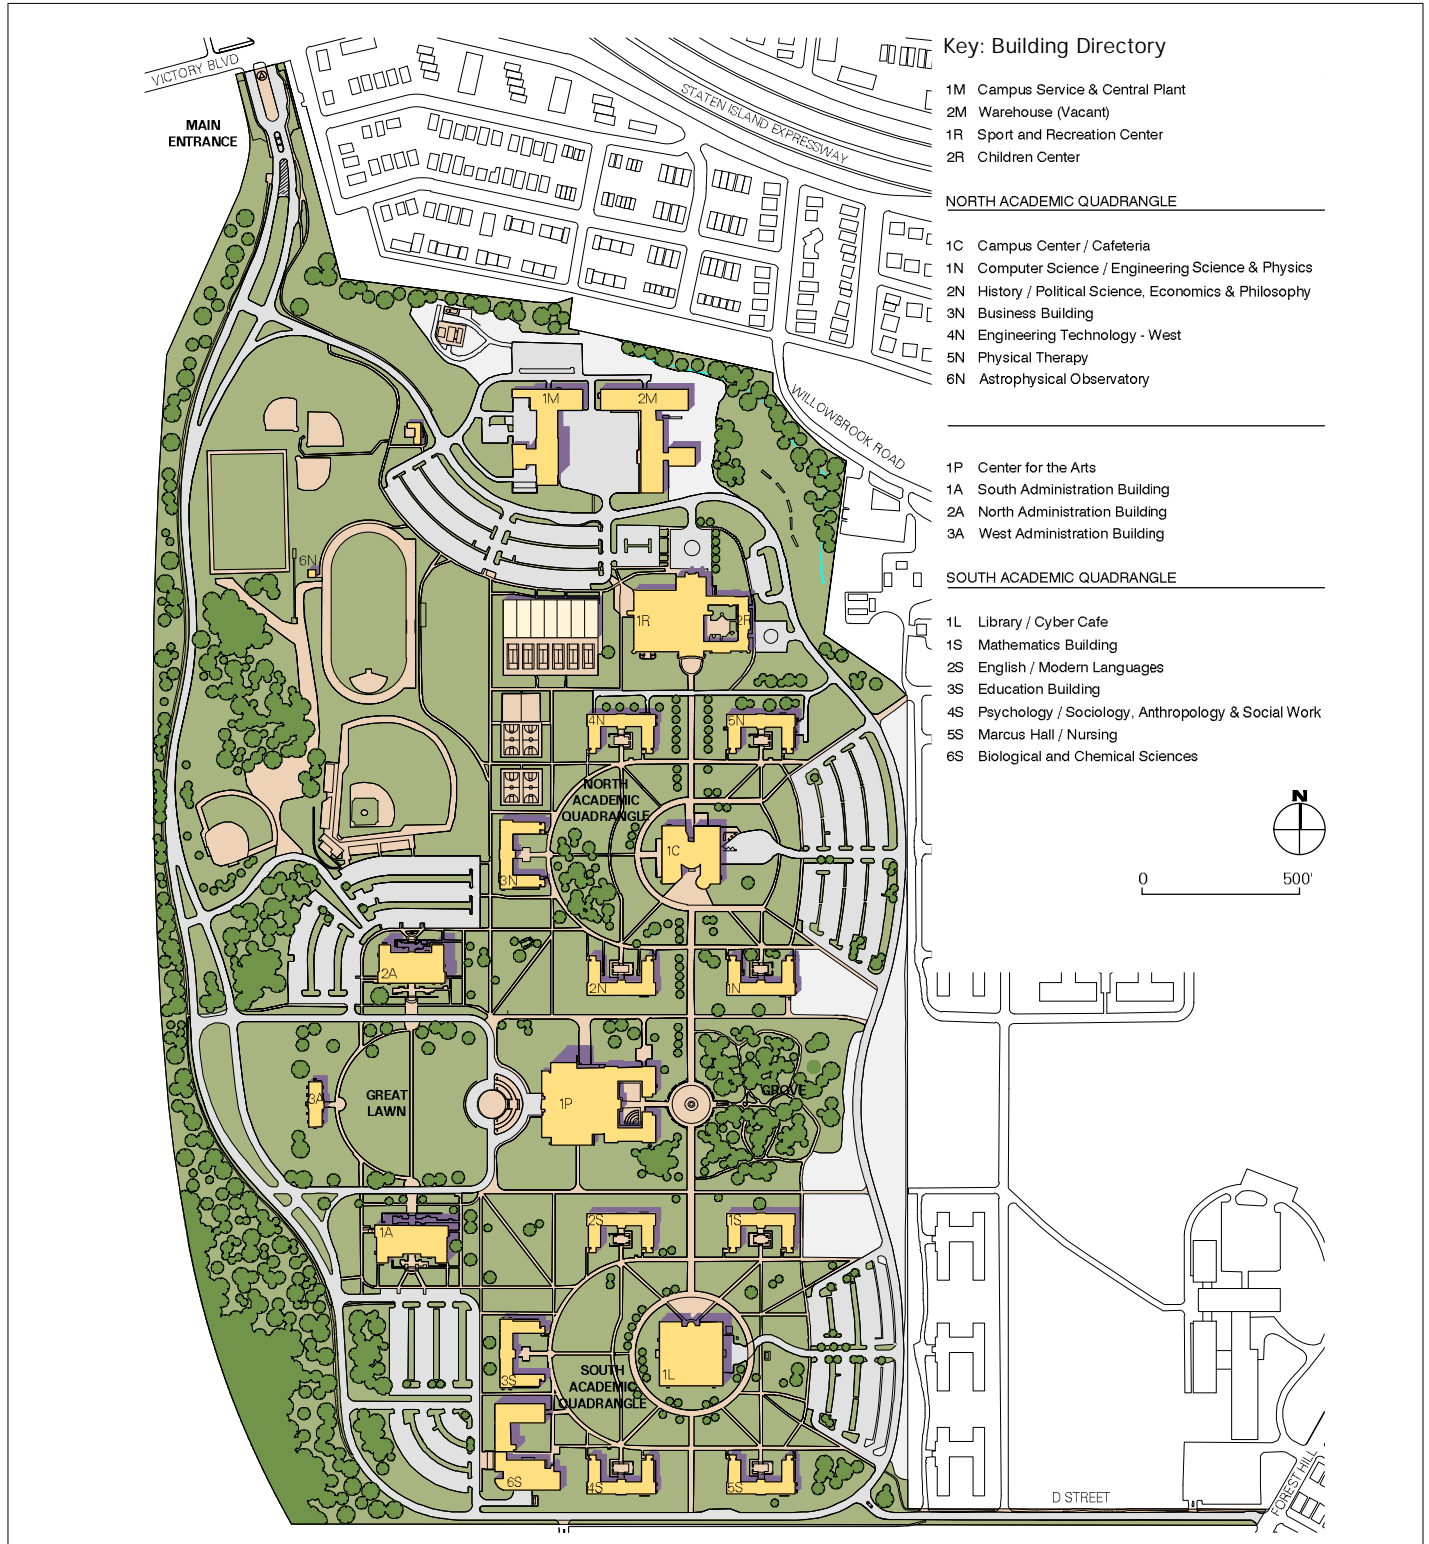 Key: Building Directory
1M Campus Service & Central Plant
2M Warehouse (Vacant)
1R Sport and Recreation Center
2R Children Center
NORTH ACADEMIC QUADRANGLE
1C Campus Center / Cafeteria
1N Computer Science / Engineering Science & Physics
2N History / Political Science, Economics & Philosophy
3N Business Building
4N Engineering Technology - West
5N Physical Therapy
6N Astrophysical Observatory
1P Center for the Arts
1A South Administration Building
2A North Administration Building
3A West Administration Building
SOUTH ACADEMIC QUADRANGLE
1L Library / Cyber Cafe
1S Mathematics Building
2S English / Modern Languages
3S Education Building
4S Psychology / Sociology, Anthropology & Social Work
5S Marcus Hall / Nursing
6S Biological and Chemical Sciences
N
0 500'
VICTORY BLVD
MAIN
ENTRANCE
STATEN ISLAND EXPRESSWAY
WILLOWBROOK ROAD
1M
2M
6N
1R
2R
4N
5N
NORTH
ACADEMIC
QUADRANGLE
1C
3N
2A
2N
1N
3A
GREAT
LAWN
1P
GROVE
1A
2S
1S
3S
SOUTH
ACADEMIC
QUADRANGLE
1L
6S
4S
5S
D STREET
FOREST HILL